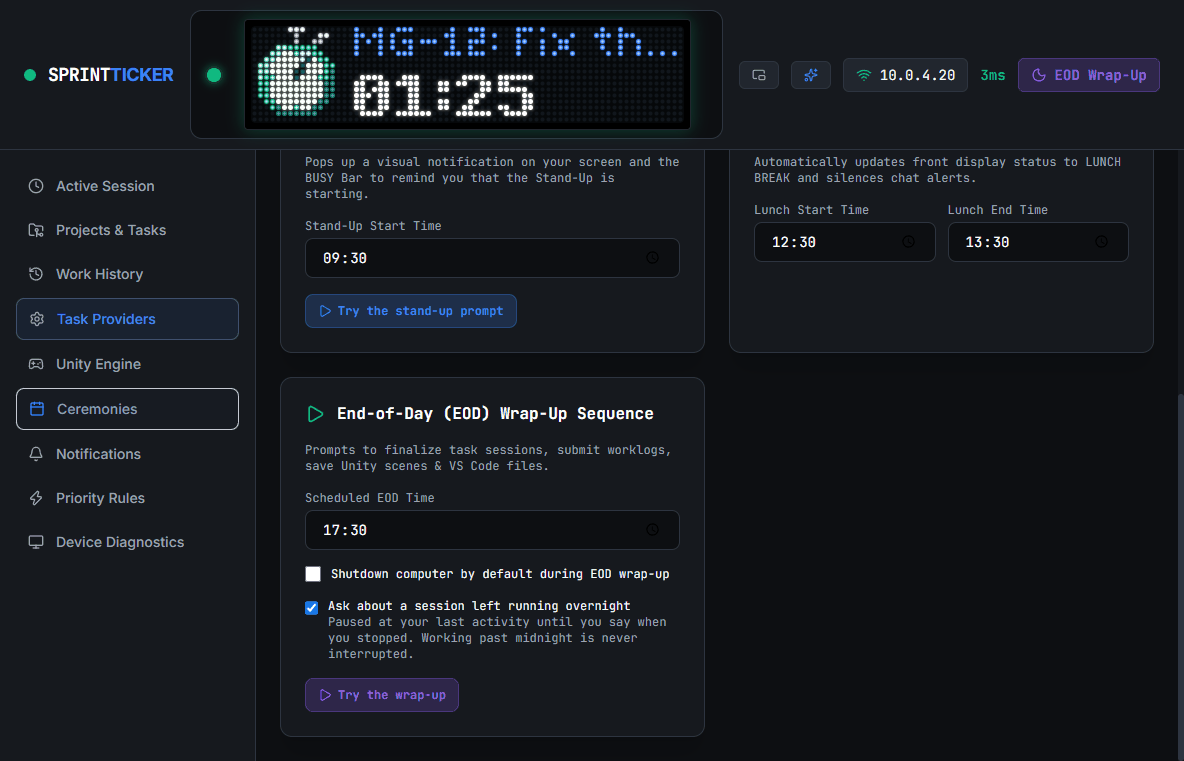 SPRINTTICKER
MG-12: Fix th...
01:25
10.0.4.20
3ms
EOD Wrap-Up
Active Session
Projects & Tasks
Work History
Task Providers
Unity Engine
Ceremonies
Notifications
Priority Rules
Device Diagnostics
Pops up a visual notification on your screen and the
BUSY Bar to remind you that the Stand-Up is
starting.
Stand-Up Start Time
09:30
Try the stand-up prompt
Automatically updates front display status to LUNCH
BREAK and silences chat alerts.
Lunch Start Time
Lunch End Time
12:30
13:30
End-of-Day (EOD) Wrap-Up Sequence
Prompts to finalize task sessions, submit worklogs,
save Unity scenes & VS Code files.
Scheduled EOD Time
17:30
Shutdown computer by default during EOD wrap-up
Ask about a session left running overnight
Paused at your last activity until you say when
you stopped. Working past midnight is never
interrupted.
Try the wrap-up